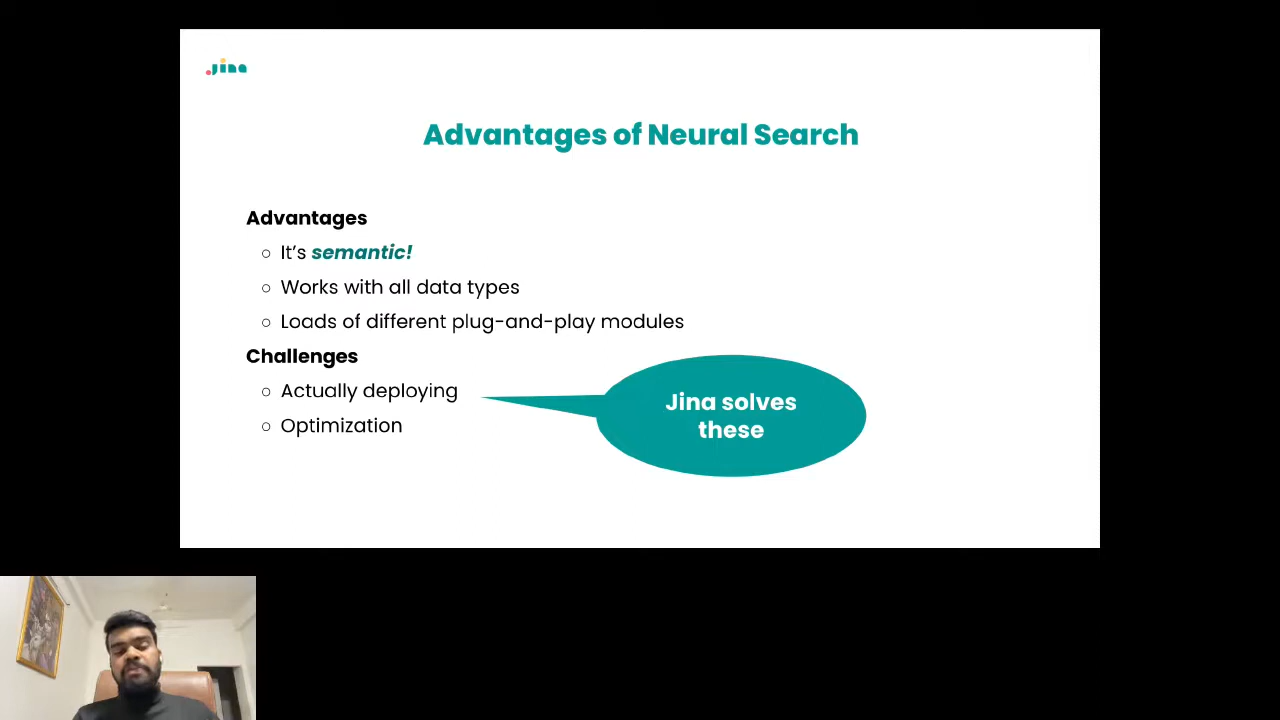 Jina
Advantages of Neural Search
Advantages
○ It's semantic!
○ Works with all data types
○ Loads of different plug-and-play modules
Challenges
○ Actually deploying
○ Optimization
Jina solves
these